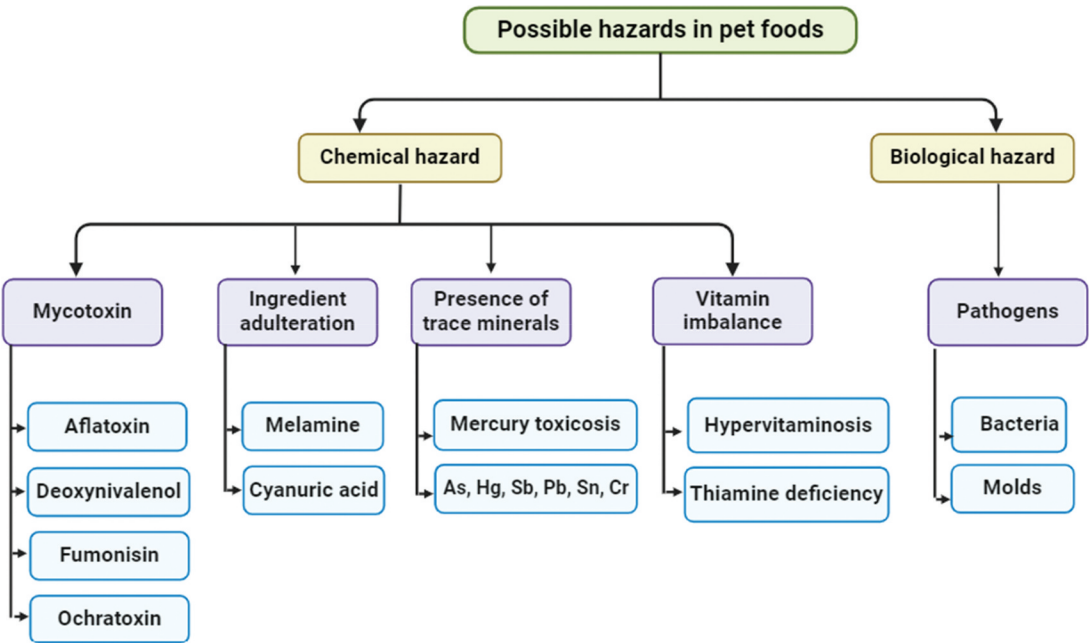 Possible hazards in pet foods
Chemical hazard
Biological hazard
Mycotoxin
Ingredient
adulteration
Presence of
trace minerals
Vitamin
imbalance
Pathogens
Aflatoxin
Melamine
Mercury toxicosis
Hypervitaminosis
Bacteria
Deoxynivalenol
Cyanuric acid
As, Hg, Sb, Pb, Sn, Cr
Thiamine deficiency
Molds
Fumonisin
Ochratoxin